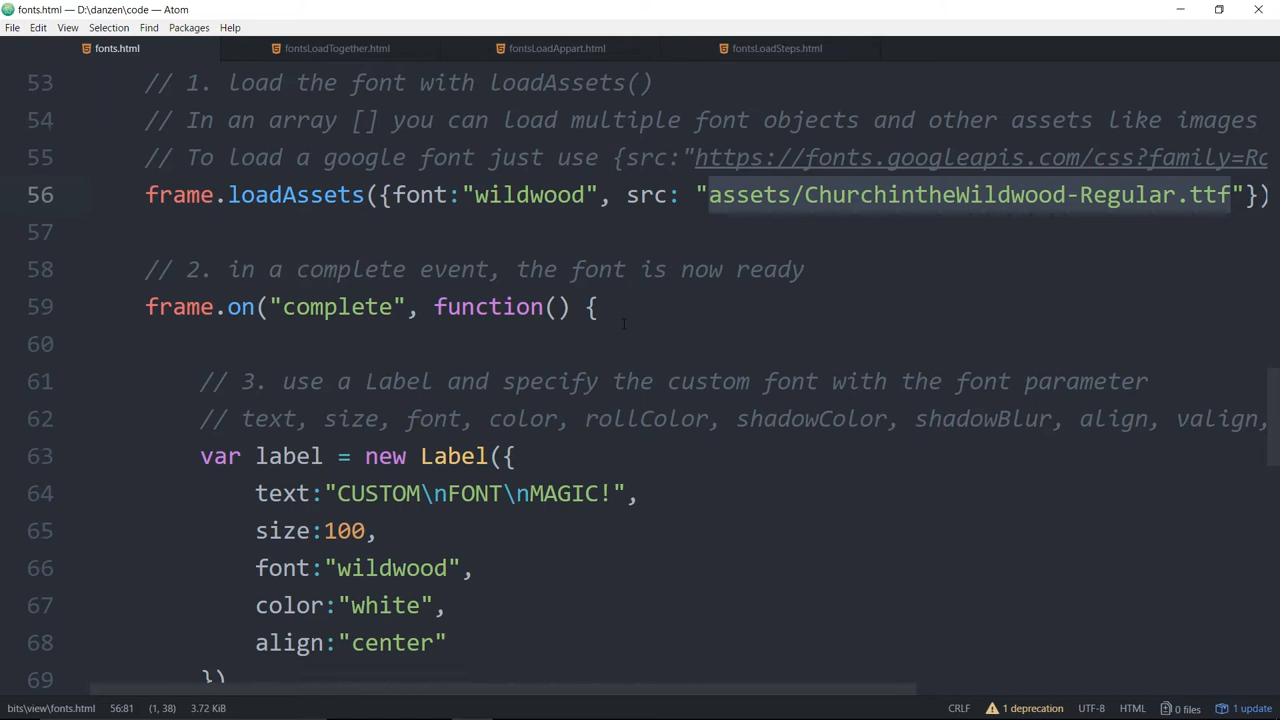 fonts.html — D:\danzen\code — Atom
File Edit View Selection Find Packages Help
fonts.html fontsLoadTogether.html fontsLoadAppart.html fontsLoadSteps.html
53 // 1. load the font with loadAssets()
54 // In an array [] you can load multiple font objects and other assets like images
55 // To load a google font just use {src:"https://fonts.googleapis.com/css?family=Ro
56 frame.loadAssets({font:"wildwood", src: "assets/ChurchintheWildwood-Regular.ttf"})
57
58 // 2. in a complete event, the font is now ready
59 frame.on("complete", function() {
60
61 // 3. use a Label and specify the custom font with the font parameter
62 // text, size, font, color, rollColor, shadowColor, shadowBlur, align, valign,
63 var label = new Label({
64 text:"CUSTOM\nFONT\nMAGIC!",
65 size:100,
66 font:"wildwood",
67 color:"white",
68 align:"center"
69 })
bits\view\fonts.html 56:81 (1, 38) 3.72 KiB CRLF 1 deprecation UTF-8 HTML 0 files 1 update